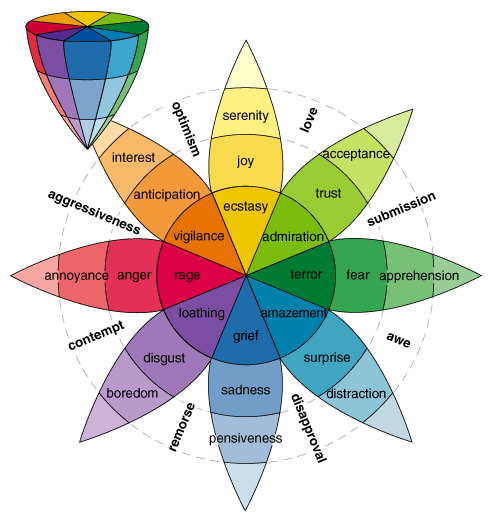 serenity
love
optimism
interest
acceptance
joy
anticipation
trust
aggressiveness
submission
ecstasy
vigilance
admiration
annoyance
anger
rage
terror
fear
apprehension
loathing
amazement
contempt
grief
awe
disgust
surprise
boredom
sadness
distraction
remorse
disapproval
pensiveness